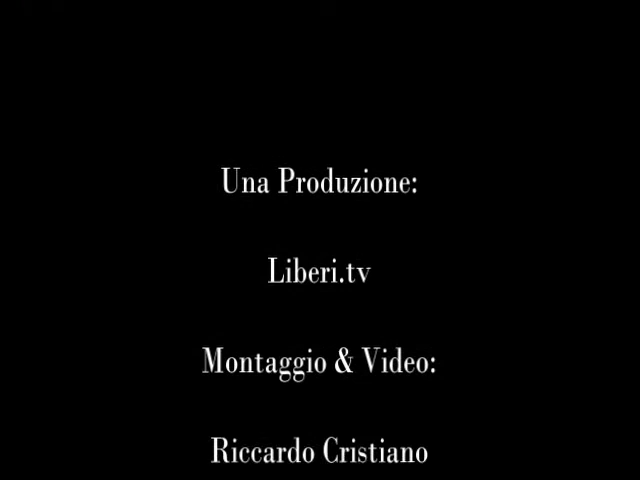 Una Produzione:
Liberi.tv
Montaggio & Video:
Riccardo Cristiano